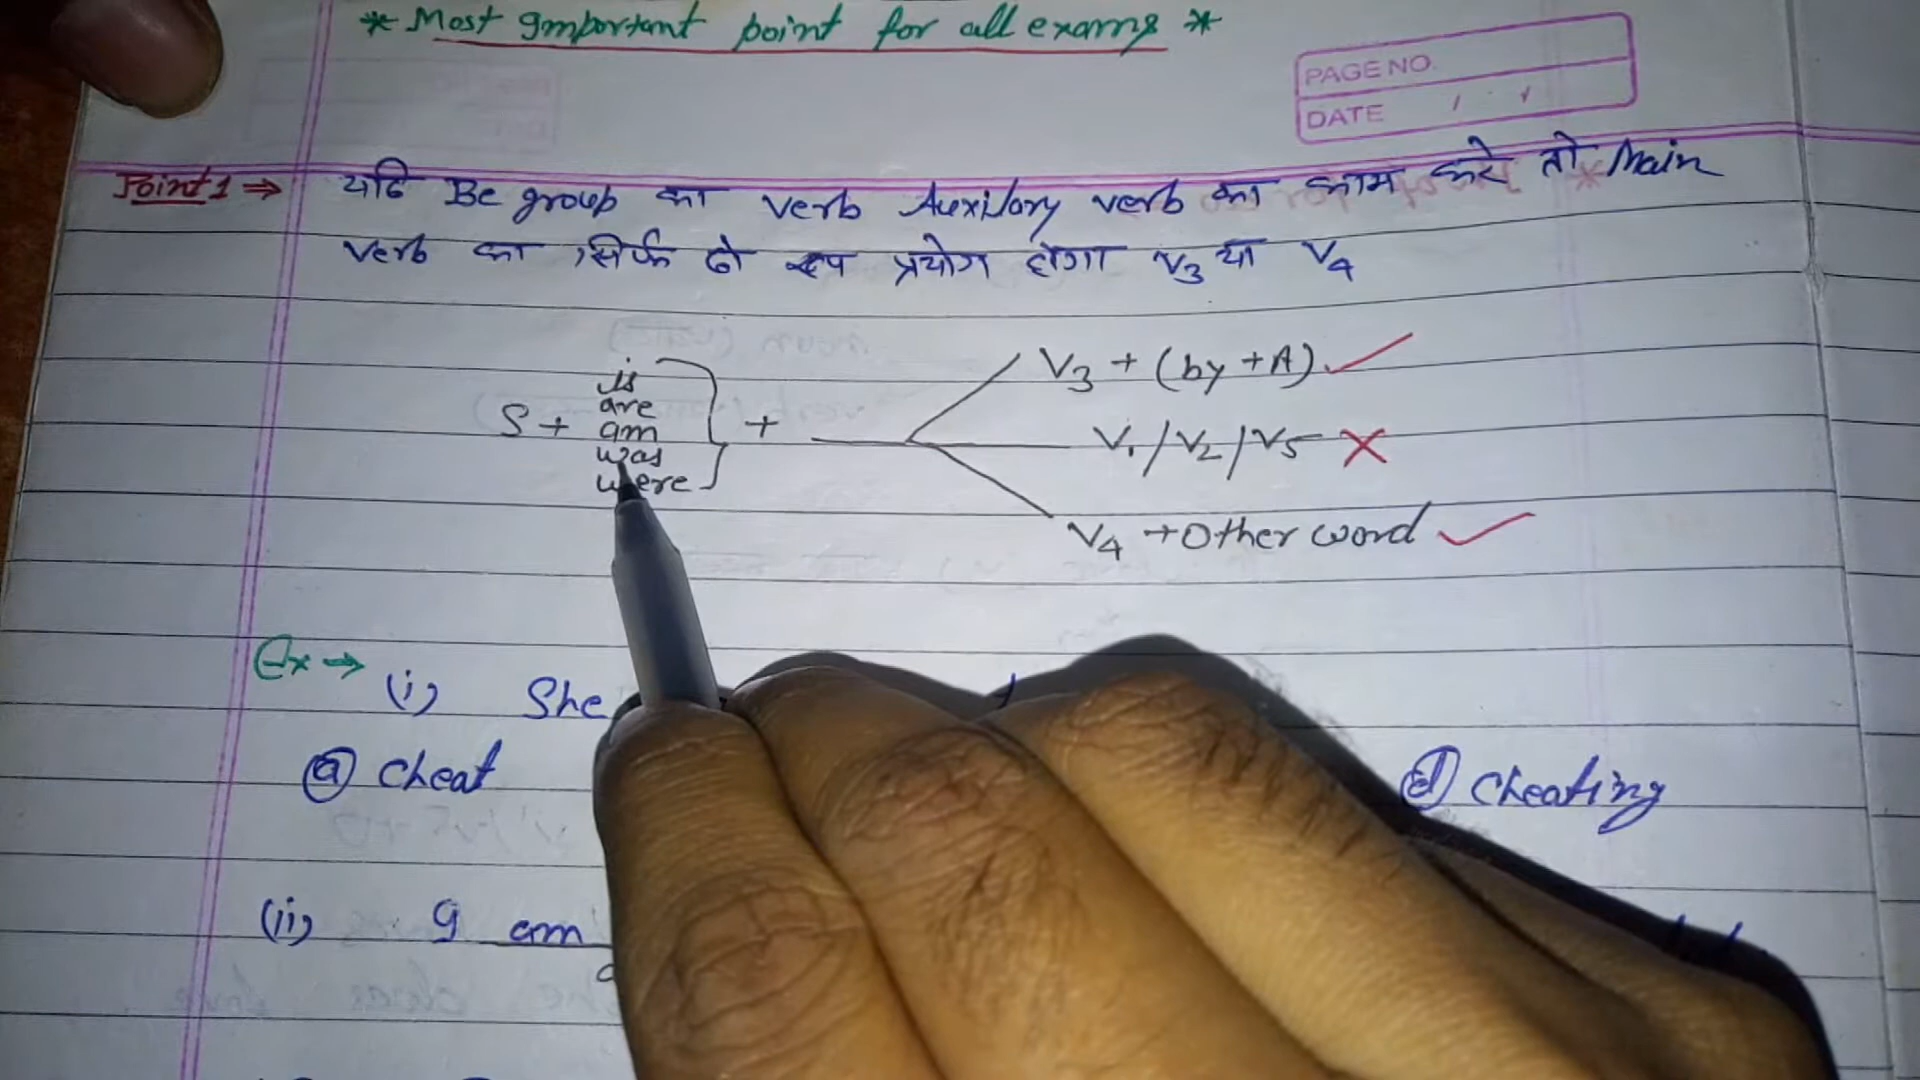 * Most Important point for all exams *
PAGE NO.
DATE
Point 1 ⇒ यदि Be group का verb Auxilary verb का काम करे तो Main
verb का सिर्फ दो रूप प्रयोग होगा V3 या V4
is
are
S + am + V3 + (by + A) ✓
was V1/V2/V5 ✗
were V4 + Other word ✓
Ex → (i) She
(a) cheat (d) cheating
(ii) I am